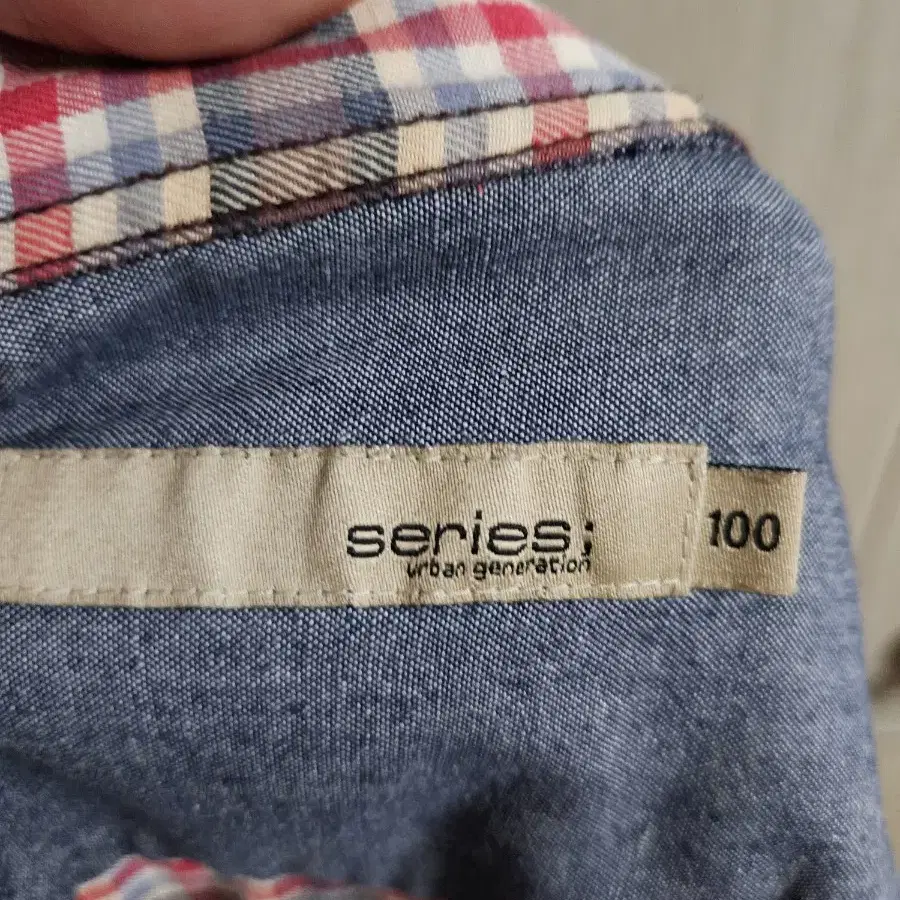 series;
urban generation
100